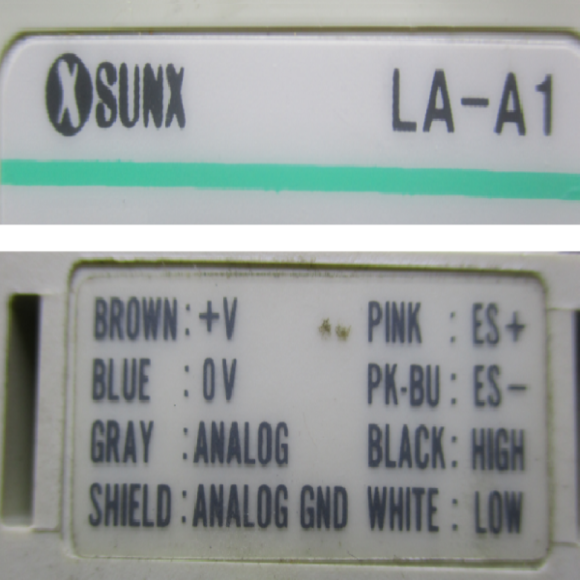 SUNX LA-A1
BROWN: +V PINK : ES+
BLUE : 0V PK-BU: ES-
GRAY : ANALOG BLACK: HIGH
SHIELD: ANALOG GND WHITE: LOW